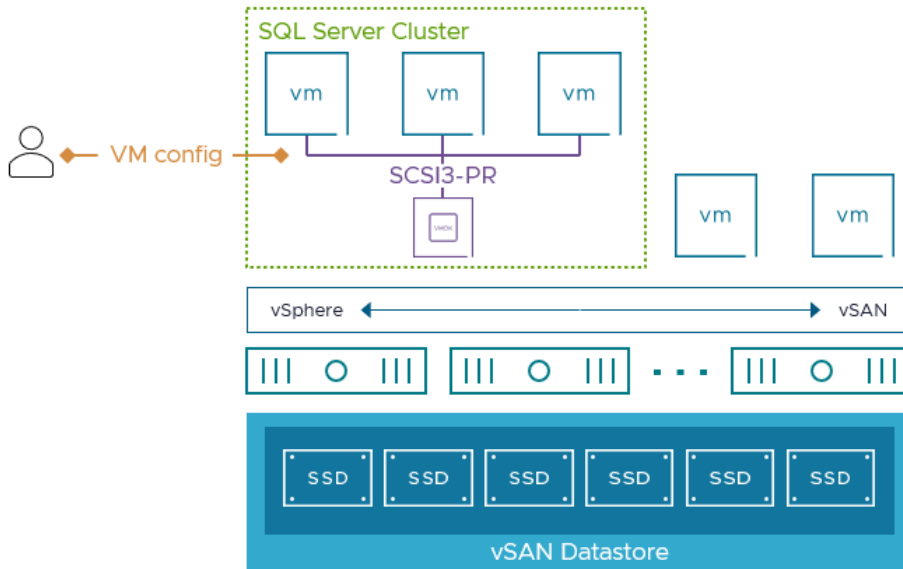 SQL Server Cluster
vm
vm
vm
VM config
SCSI3-PR
VMDK
vm
vm
vSphere
vSAN
SSD
SSD
SSD
SSD
SSD
SSD
vSAN Datastore